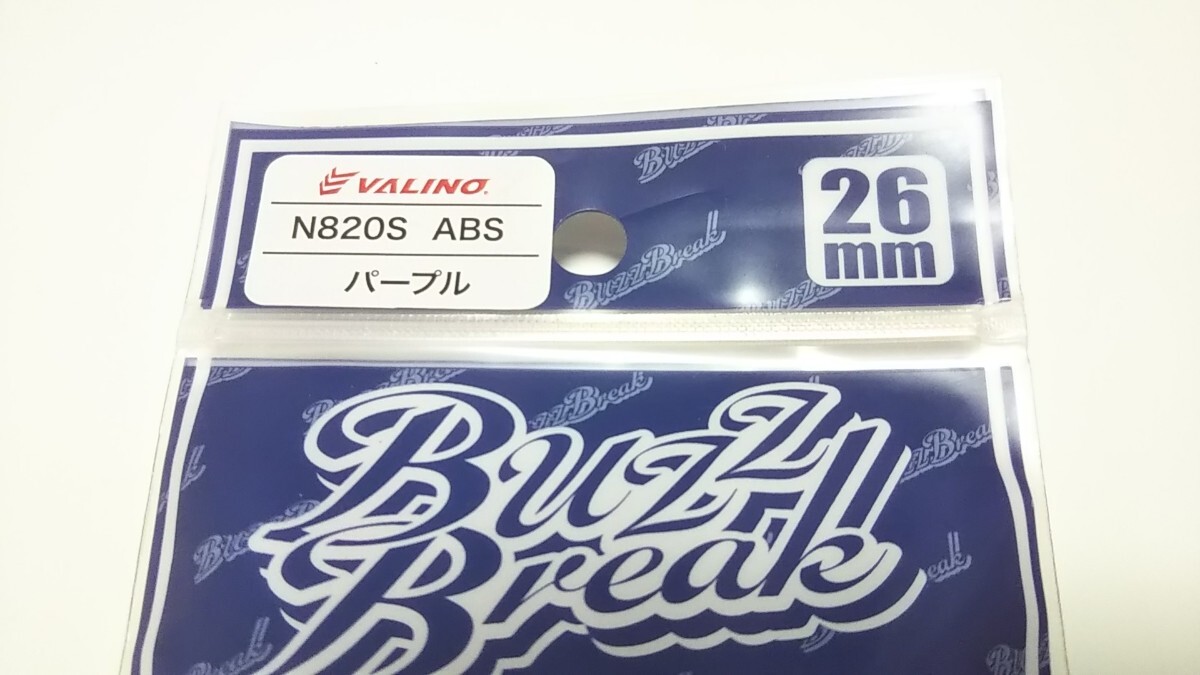 VALINO
N820S ABS
パープル
26
mm
Buzz
Break!